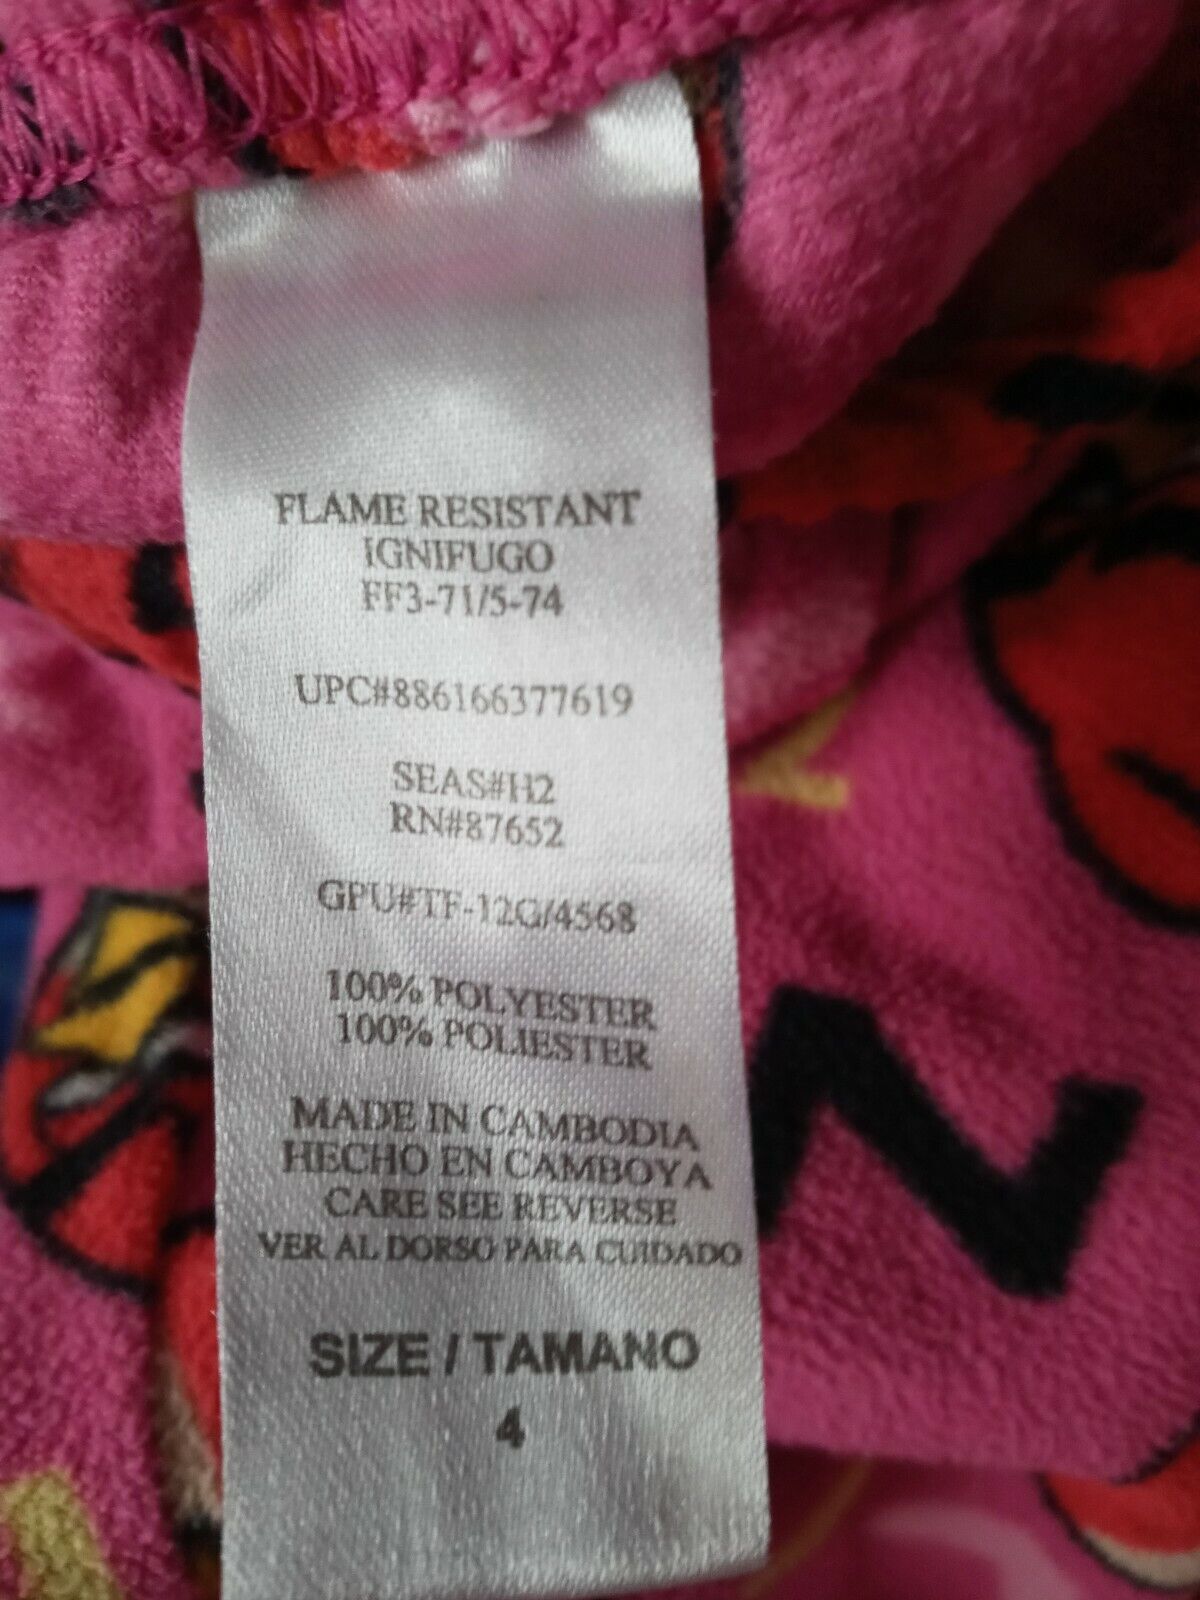 FLAME RESISTANT
IGNIFUGO
FF3-71/5-74
UPC#886166377619
SEAS#H2
RN#87652
GPU#TF-12G/4568
100% POLYESTER
100% POLIESTER
MADE IN CAMBODIA
HECHO EN CAMBOYA
CARE SEE REVERSE
VER AL DORSO PARA CUIDADO
SIZE / TAMANO
4